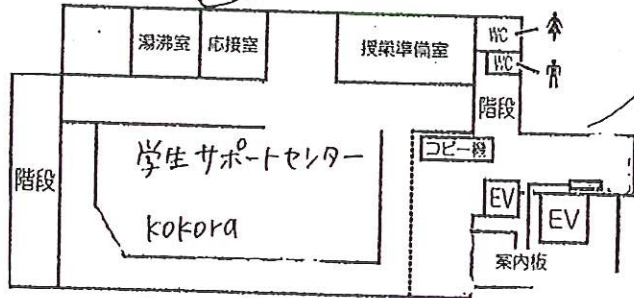 湯沸室 応接室 授業準備室 WC
WC
階段
コピー機
学生サポートセンター
階段
kokora
EV
EV
案内板